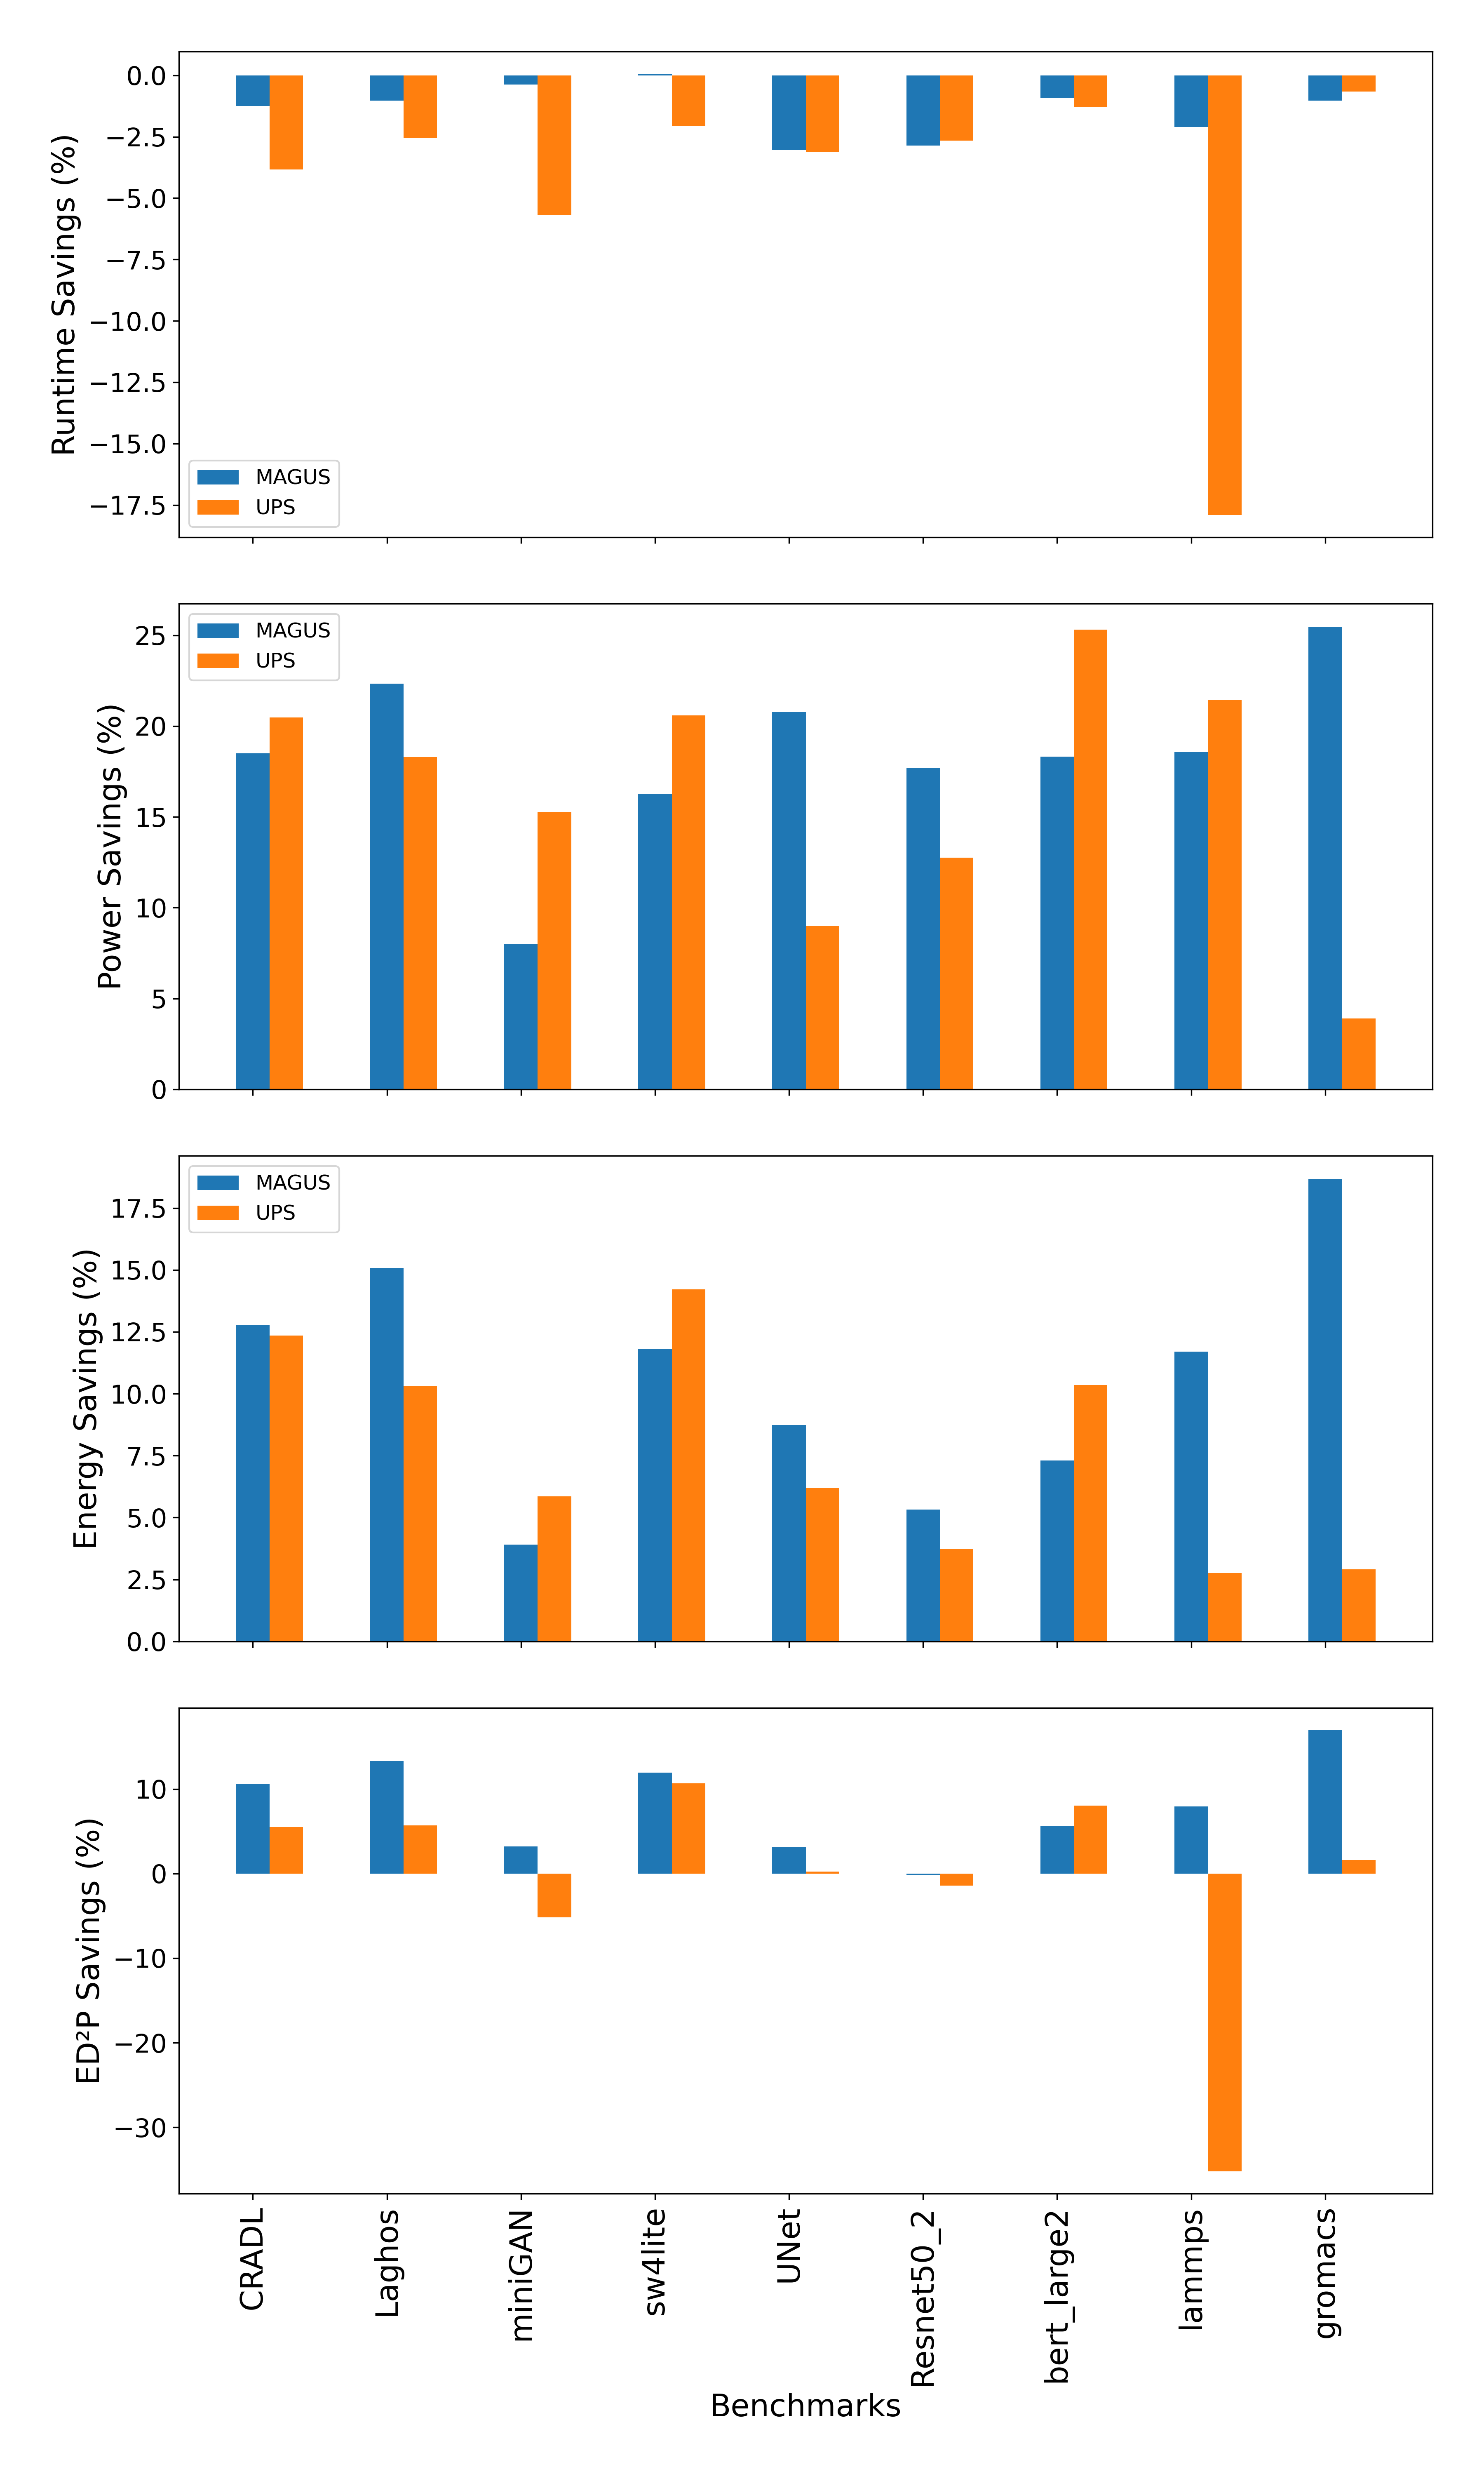 Runtime Savings (%)
0.0
−2.5
−5.0
−7.5
−10.0
−12.5
−15.0
−17.5
MAGUS
UPS
Power Savings (%)
25
20
15
10
5
0
MAGUS
UPS
Energy Savings (%)
17.5
15.0
12.5
10.0
7.5
5.0
2.5
0.0
MAGUS
UPS
ED²P Savings (%)
10
0
−10
−20
−30
CRADL
Laghos
miniGAN
sw4lite
UNet
Resnet50_2
bert_large2
lammps
gromacs
Benchmarks